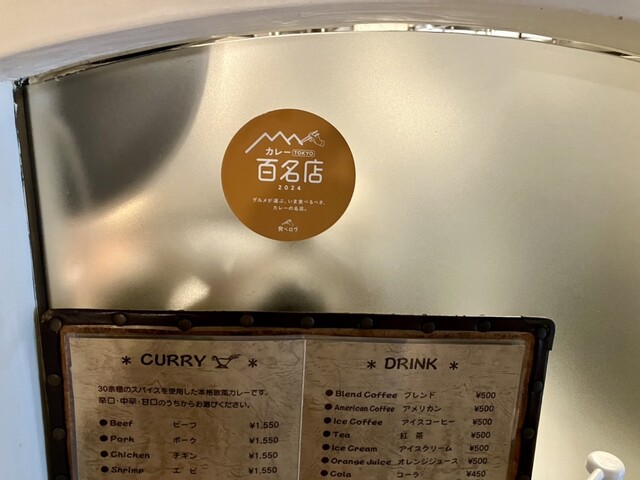 カレー TOKYO
百名店
2024
グルメが選ぶ、いま食べるべき、
カレーの名店。
食べログ
* CURRY *
30余種のスパイスを使用した本格欧風カレーです。
辛口・中辛・甘口のうちからお選びください。
● Beef ビーフ ¥1,550
● Pork ポーク ¥1,550
● Chicken チキン ¥1,550
● Shrimp エビ ¥1,550
* DRINK *
● Blend Coffee ブレンド ¥500
● American Coffee アメリカン ¥500
● Ice Coffee アイスコーヒー ¥500
● Tea 紅茶 ¥500
● Ice Cream アイスクリーム ¥500
● Orange Juice オレンジジュース ¥500
● Cola コーラ ¥450